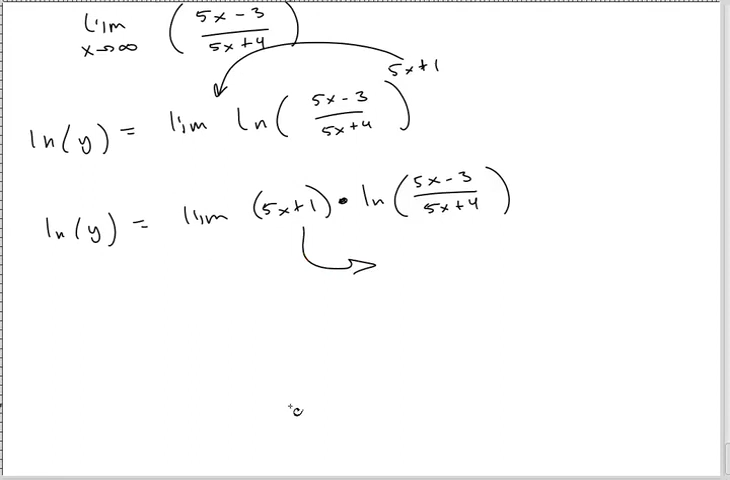 lim x→∞ ( (5x - 3)/(5x + 4) )
ln(y) = lim ln( (5x - 3)/(5x + 4) )^(5x+1)
ln(y) = lim (5x+1) • ln( (5x - 3)/(5x + 4) )